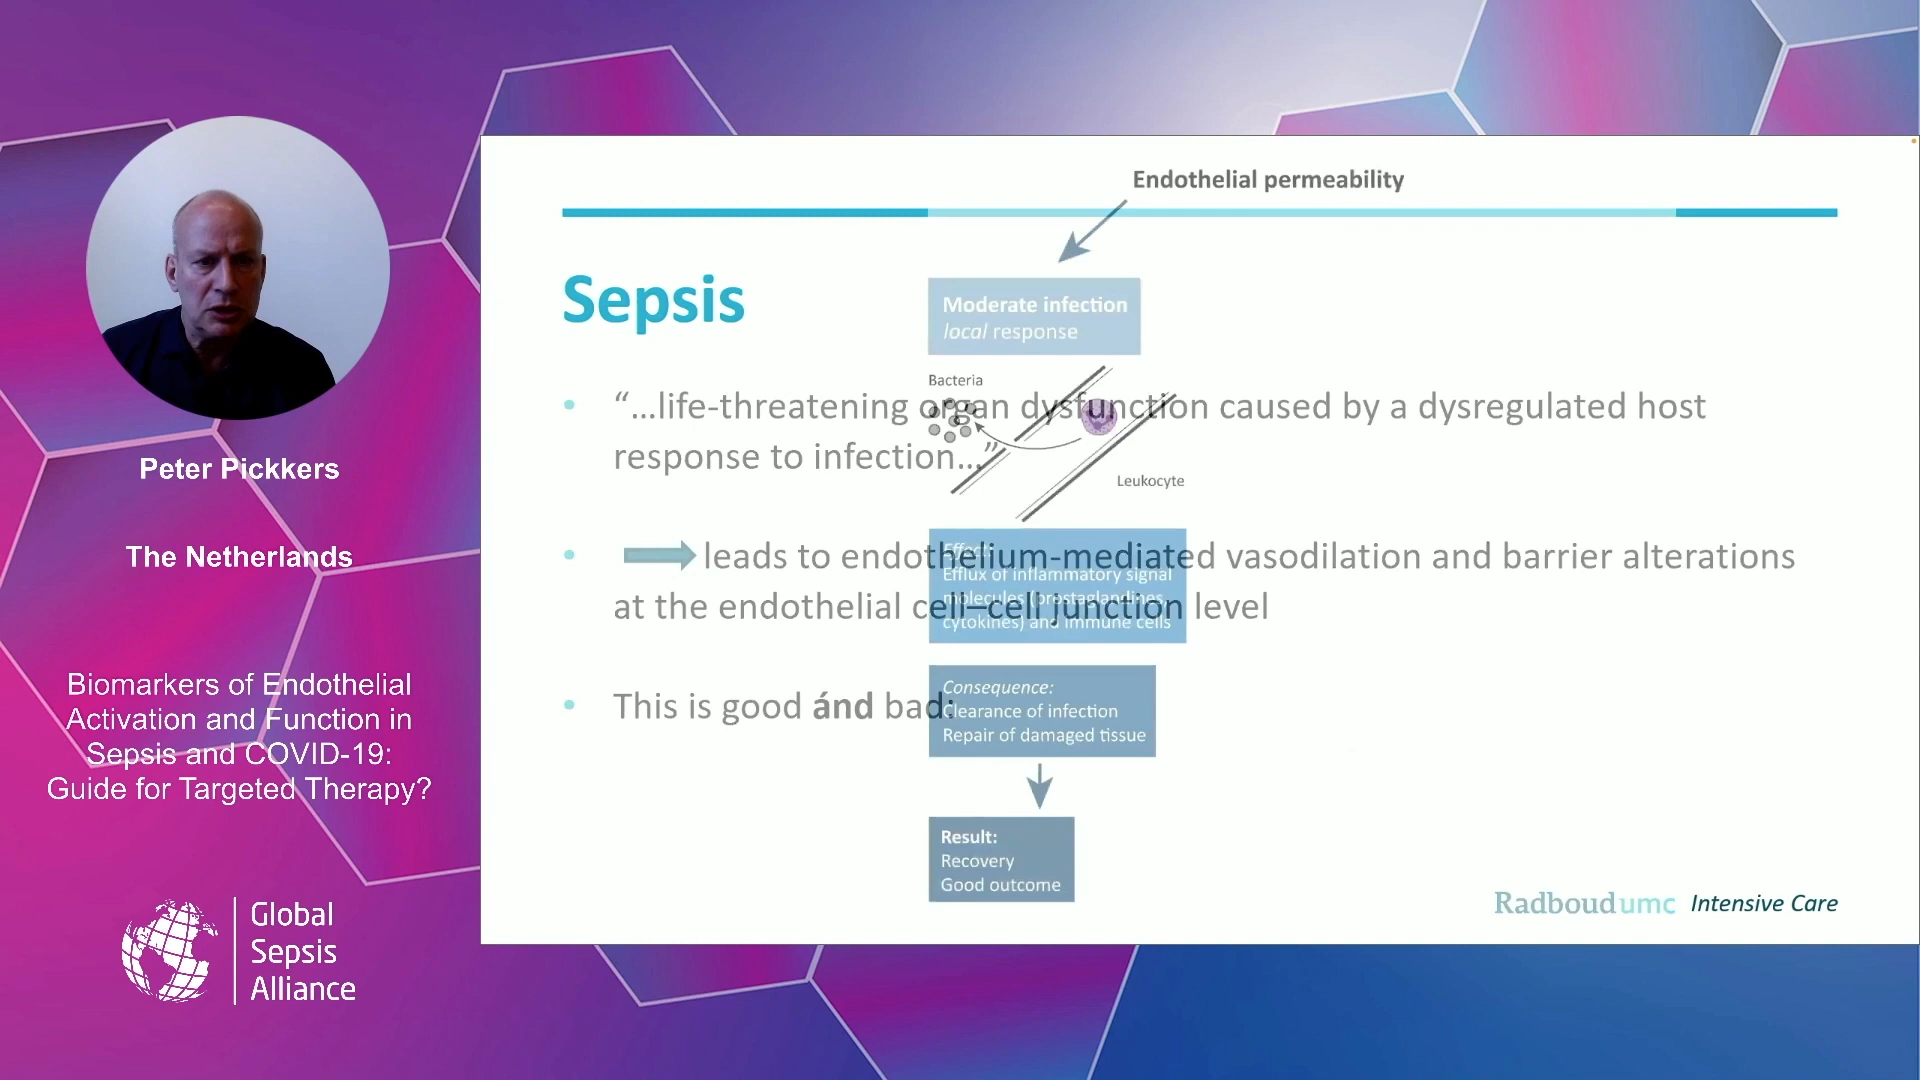 Peter Pickkers
The Netherlands
Biomarkers of Endothelial
Activation and Function in
Sepsis and COVID-19:
Guide for Targeted Therapy?
Global
Sepsis
Alliance
Endothelial permeability
Sepsis
Moderate infection
local response
Bacteria
• “…life-threatening organ dysfunction caused by a dysregulated host
response to infection…”
Leukocyte
• leads to endothelium-mediated vasodilation and barrier alterations
at the endothelial cell–cell junction level
Effect:
Efflux of inflammatory signal
molecules (prostaglandines,
cytokines) and immune cells
• This is good ánd bad:
Consequence:
Clearance of infection
Repair of damaged tissue
Result:
Recovery
Good outcome
Radboudumc Intensive Care